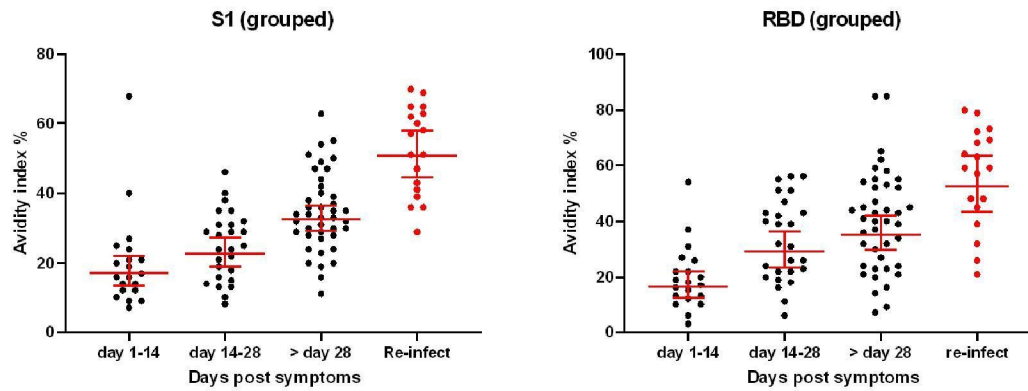 S1 (grouped)
Avidity index %
80
60
40
20
0
day 1-14 day 14-28 > day 28 Re-infect
Days post symptoms
RBD (grouped)
Avidity index %
100
80
60
40
20
0
day 1-14 day 14-28 > day 28 re-infect
Days post symptoms